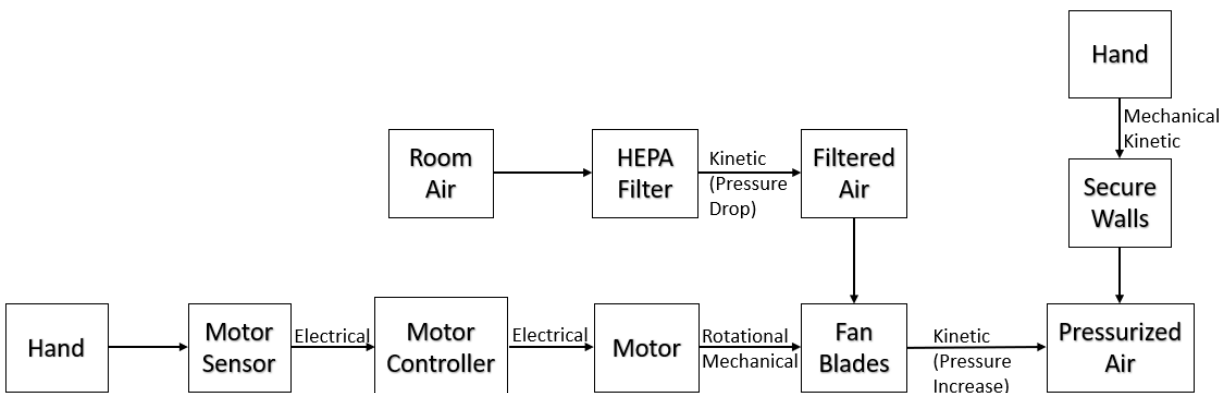 Hand
Mechanical
Kinetic
Room
Air
HEPA
Filter
Kinetic
(Pressure
Drop)
Filtered
Air
Secure
Walls
Hand
Motor
Sensor
Electrical
Motor
Controller
Electrical
Motor
Rotational
Mechanical
Fan
Blades
Kinetic
(Pressure
Increase)
Pressurized
Air